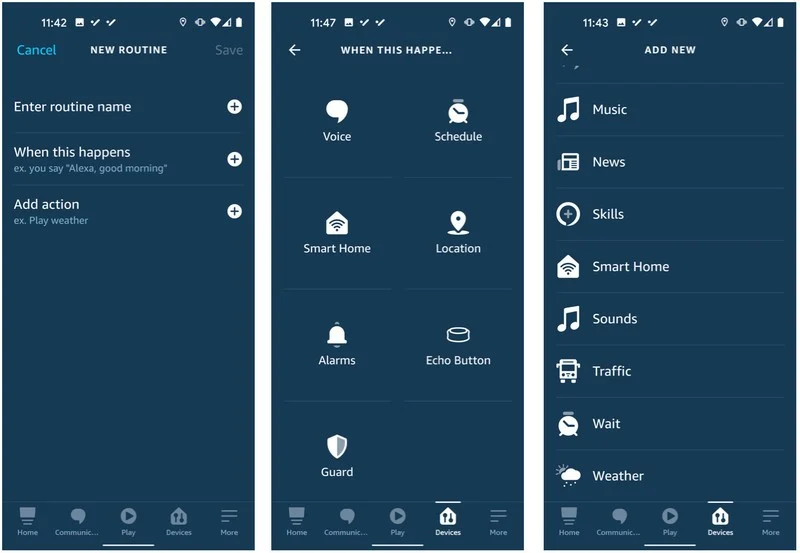 11:42
Cancel
NEW ROUTINE
Save
Enter routine name
When this happens
ex. you say "Alexa, good morning"
Add action
ex. Play weather
Home
Communic...
Play
Devices
More
11:47
WHEN THIS HAPPE...
Voice
Schedule
Smart Home
Location
Alarms
Echo Button
Guard
Home
Communic...
Play
Devices
More
11:43
ADD NEW
Music
News
Skills
Smart Home
Sounds
Traffic
Wait
Weather
Home
Communic...
Play
Devices
More